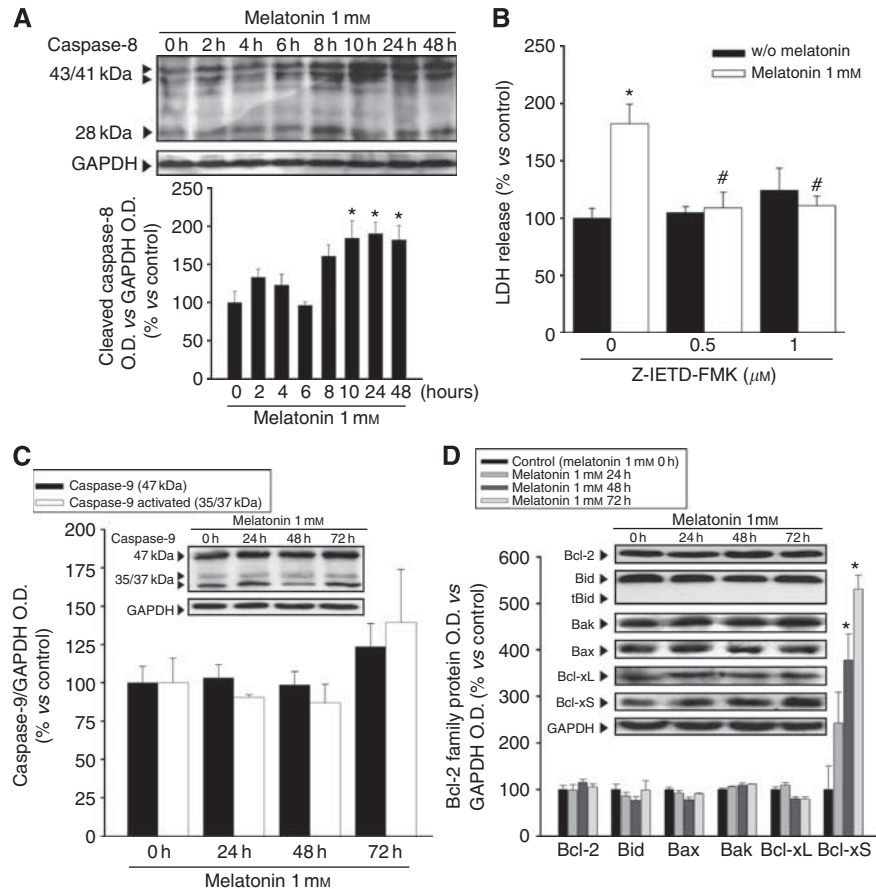 A
Melatonin 1 mM
Caspase-8 0 h 2 h 4 h 6 h 8 h 10 h 24 h 48 h
43/41 kDa
28 kDa
GAPDH
Cleaved caspase-8
O.D. vs GAPDH O.D.
(% vs control)
250
200
150
100
50
0
*
*
*
0 2 4 6 8 10 24 48 (hours)
Melatonin 1 mM
B
w/o melatonin
Melatonin 1 mM
LDH release (% vs control)
250
200
150
100
50
0
*
#
#
0 0.5 1
Z-IETD-FMK (μM)
C
Caspase-9 (47 kDa)
Caspase-9 activated (35/37 kDa)
Melatonin 1 mM
Caspase-9 0 h 24 h 48 h 72 h
47 kDa
35/37 kDa
GAPDH
Caspase-9/GAPDH O.D.
(% vs control)
200
175
150
125
100
75
50
25
0
0 h 24 h 48 h 72 h
Melatonin 1 mM
D
Control (melatonin 1 mM 0 h)
Melatonin 1 mM 24 h
Melatonin 1 mM 48 h
Melatonin 1 mM 72 h
Melatonin 1 mM
0 h 24 h 48 h 72 h
Bcl-2
Bid
tBid
Bak
Bax
Bcl-xL
Bcl-xS
GAPDH
Bcl-2 family protein O.D. vs
GAPDH O.D. (% vs control)
600
500
400
300
200
100
0
*
*
Bcl-2 Bid Bax Bak Bcl-xL Bcl-xS